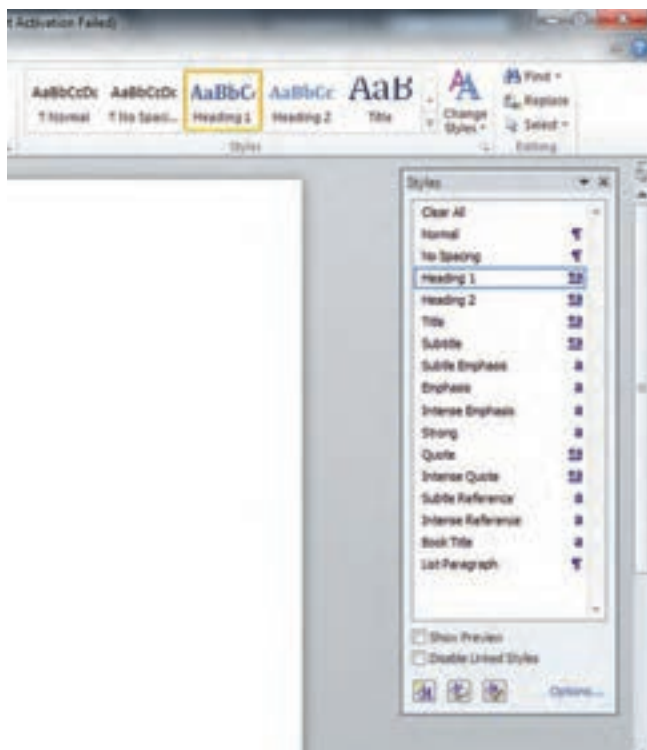 t Activation Failed)
AaBbCcDc AaBbCcDc AaBbC AaBbCc AaB
¶ Normal ¶ No Spaci... Heading 1 Heading 2 Title
Change Styles
Find
Replace
Select
Styles
Editing
Styles
Clear All
Normal ¶
No Spacing ¶
Heading 1 ¶a
Heading 2 ¶a
Title ¶a
Subtitle ¶a
Subtle Emphasis a
Emphasis a
Intense Emphasis a
Strong a
Quote ¶a
Intense Quote ¶a
Subtle Reference a
Intense Reference a
Book Title a
List Paragraph ¶
Show Preview
Disable Linked Styles
Options...